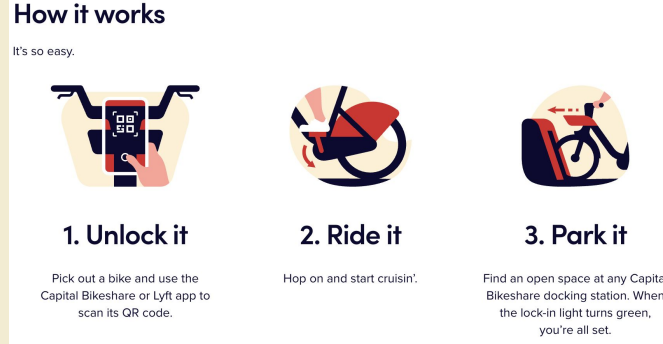 How it works
It's so easy.
1. Unlock it
Pick out a bike and use the
Capital Bikeshare or Lyft app to
scan its QR code.
2. Ride it
Hop on and start cruisin'.
3. Park it
Find an open space at any Capita
Bikeshare docking station. When
the lock-in light turns green,
you're all set.